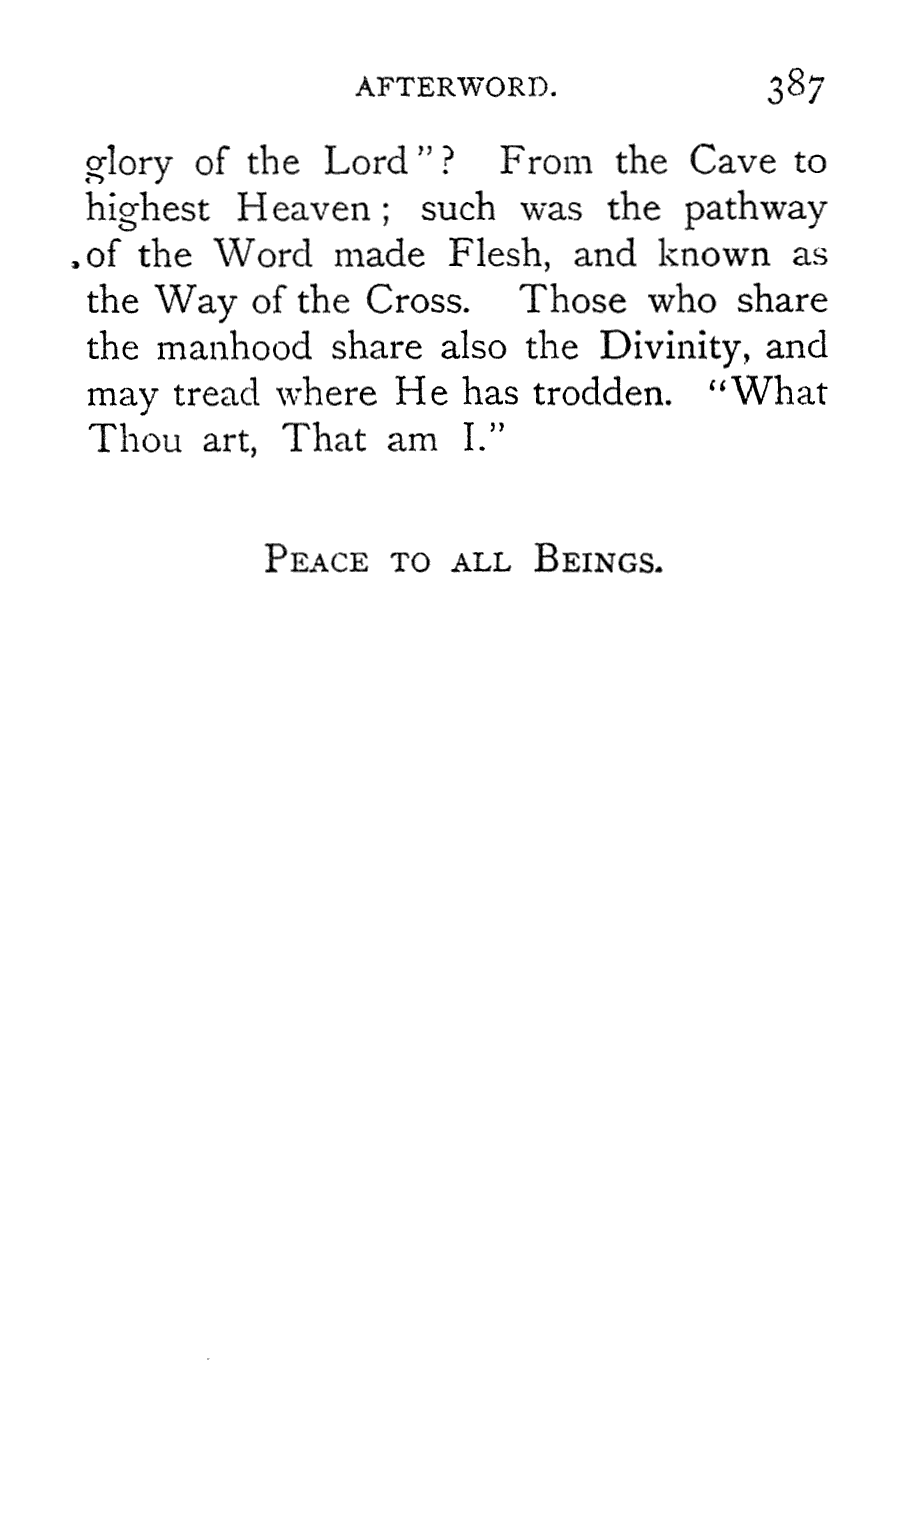 AFTERWORD. 387
glory of the Lord"? From the Cave to
highest Heaven; such was the pathway
of the Word made Flesh, and known as
the Way of the Cross. Those who share
the manhood share also the Divinity, and
may tread where He has trodden. "What
Thou art, That am I."
PEACE TO ALL BEINGS.